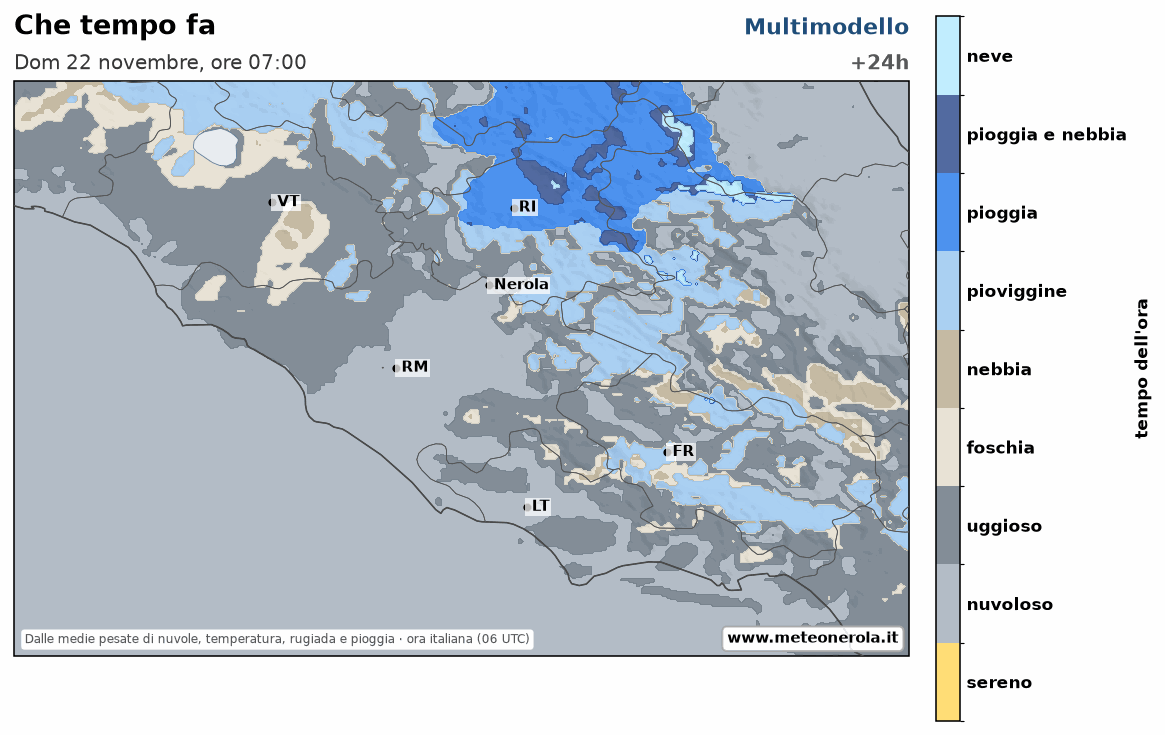 Che tempo fa
Multimodello
Dom 22 novembre, ore 07:00
+24h
neve
pioggia e nebbia
pioggia
pioviggine
nebbia
foschia
uggioso
nuvoloso
sereno
tempo dell'ora
VT
RI
Nerola
RM
FR
LT
Dalle medie pesate di nuvole, temperatura, rugiada e pioggia · ora italiana (06 UTC)
www.meteonerola.it